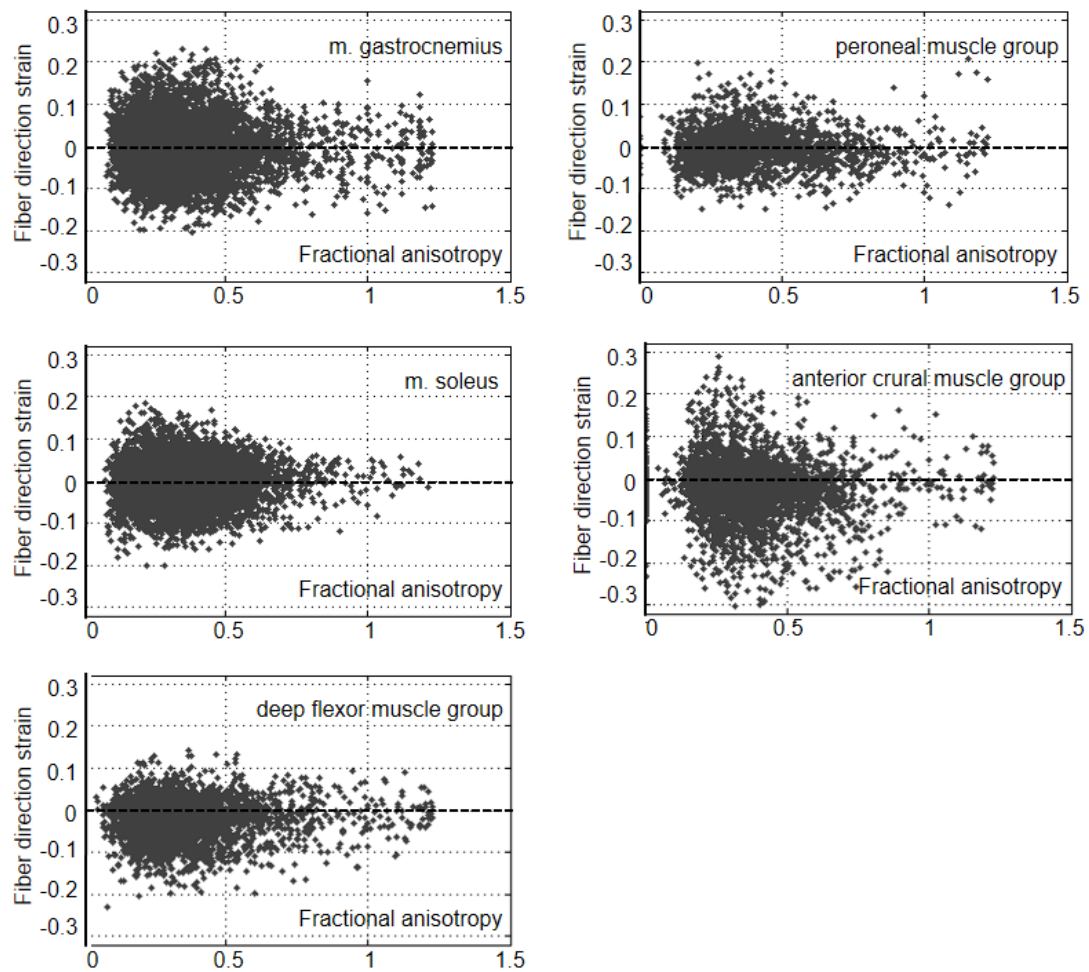 0.3
m. gastrocnemius
0.2
0.1
0
-0.1
-0.2
-0.3
Fiber direction strain
Fractional anisotropy
0 0.5 1 1.5
0.3
peroneal muscle group
0.2
0.1
0
-0.1
-0.2
-0.3
Fiber direction strain
Fractional anisotropy
0 0.5 1 1.5
0.3
m. soleus
0.2
0.1
0
-0.1
-0.2
-0.3
Fiber direction strain
Fractional anisotropy
0 0.5 1 1.5
0.3
anterior crural muscle group
0.2
0.1
0
-0.1
-0.2
-0.3
Fiber direction strain
Fractional anisotropy
0 0.5 1 1.5
0.3
deep flexor muscle group
0.2
0.1
0
-0.1
-0.2
-0.3
Fiber direction strain
Fractional anisotropy
0 0.5 1 1.5